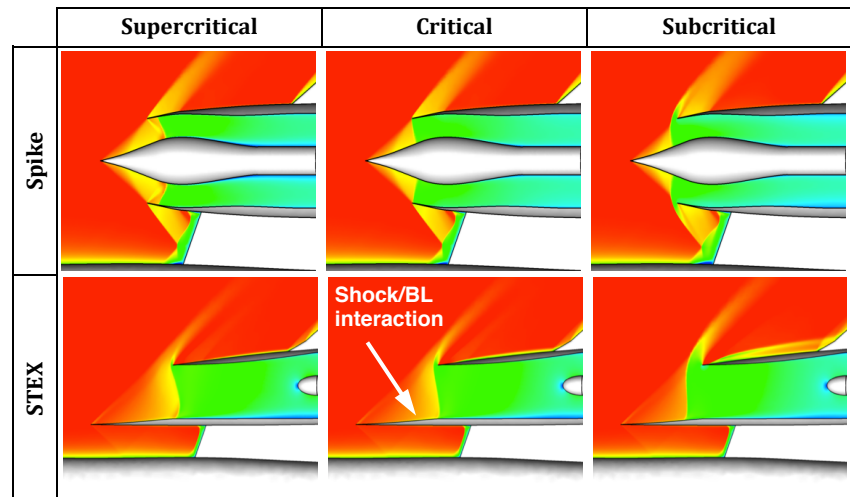 Supercritical
Critical
Subcritical
Spike
Shock/BL
interaction
STEX